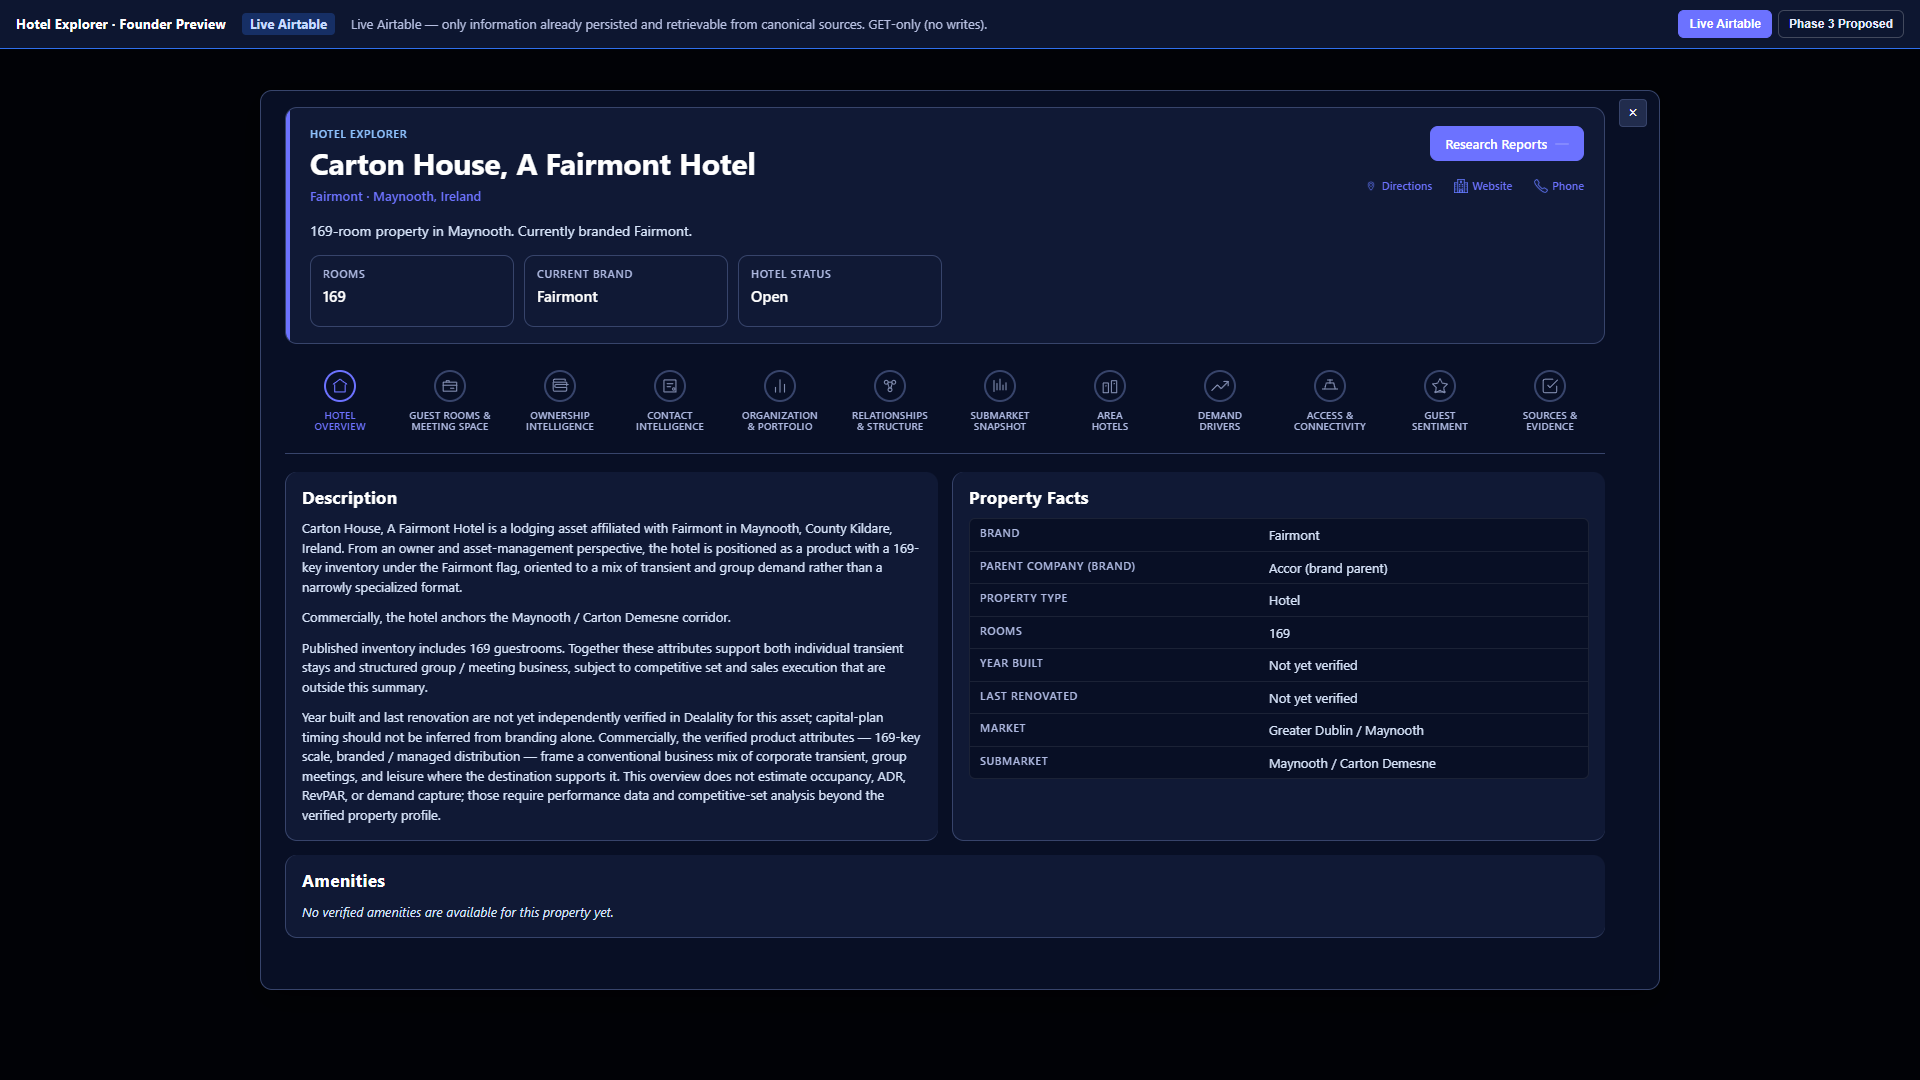 Hotel Explorer · Founder Preview
Live Airtable
Live Airtable — only information already persisted and retrievable from canonical sources. GET-only (no writes).
Live Airtable
Phase 3 Proposed
×
HOTEL EXPLORER
Carton House, A Fairmont Hotel
Fairmont · Maynooth, Ireland
Research Reports —
Directions
Website
Phone
169-room property in Maynooth. Currently branded Fairmont.
ROOMS
169
CURRENT BRAND
Fairmont
HOTEL STATUS
Open
HOTEL
OVERVIEW
GUEST ROOMS &
MEETING SPACE
OWNERSHIP
INTELLIGENCE
CONTACT
INTELLIGENCE
ORGANIZATION
& PORTFOLIO
RELATIONSHIPS
& STRUCTURE
SUBMARKET
SNAPSHOT
AREA
HOTELS
DEMAND
DRIVERS
ACCESS &
CONNECTIVITY
GUEST
SENTIMENT
SOURCES &
EVIDENCE
Description
Carton House, A Fairmont Hotel is a lodging asset affiliated with Fairmont in Maynooth, County Kildare,
Ireland. From an owner and asset-management perspective, the hotel is positioned as a product with a 169-
key inventory under the Fairmont flag, oriented to a mix of transient and group demand rather than a
narrowly specialized format.
Commercially, the hotel anchors the Maynooth / Carton Demesne corridor.
Published inventory includes 169 guestrooms. Together these attributes support both individual transient
stays and structured group / meeting business, subject to competitive set and sales execution that are
outside this summary.
Year built and last renovation are not yet independently verified in Dealality for this asset; capital-plan
timing should not be inferred from branding alone. Commercially, the verified product attributes — 169-key
scale, branded / managed distribution — frame a conventional business mix of corporate transient, group
meetings, and leisure where the destination supports it. This overview does not estimate occupancy, ADR,
RevPAR, or demand capture; those require performance data and competitive-set analysis beyond the
verified property profile.
Property Facts
BRAND
Fairmont
PARENT COMPANY (BRAND)
Accor (brand parent)
PROPERTY TYPE
Hotel
ROOMS
169
YEAR BUILT
Not yet verified
LAST RENOVATED
Not yet verified
MARKET
Greater Dublin / Maynooth
SUBMARKET
Maynooth / Carton Demesne
Amenities
No verified amenities are available for this property yet.